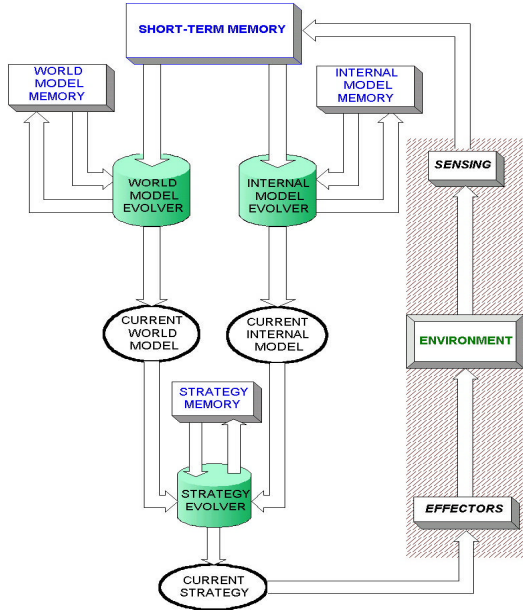 SHORT-TERM MEMORY
WORLD
MODEL
MEMORY
INTERNAL
MODEL
MEMORY
SENSING
WORLD
MODEL
EVOLVER
INTERNAL
MODEL
EVOLVER
CURRENT
WORLD
MODEL
CURRENT
INTERNAL
MODEL
ENVIRONMENT
STRATEGY
MEMORY
STRATEGY
EVOLVER
EFFECTORS
CURRENT
STRATEGY